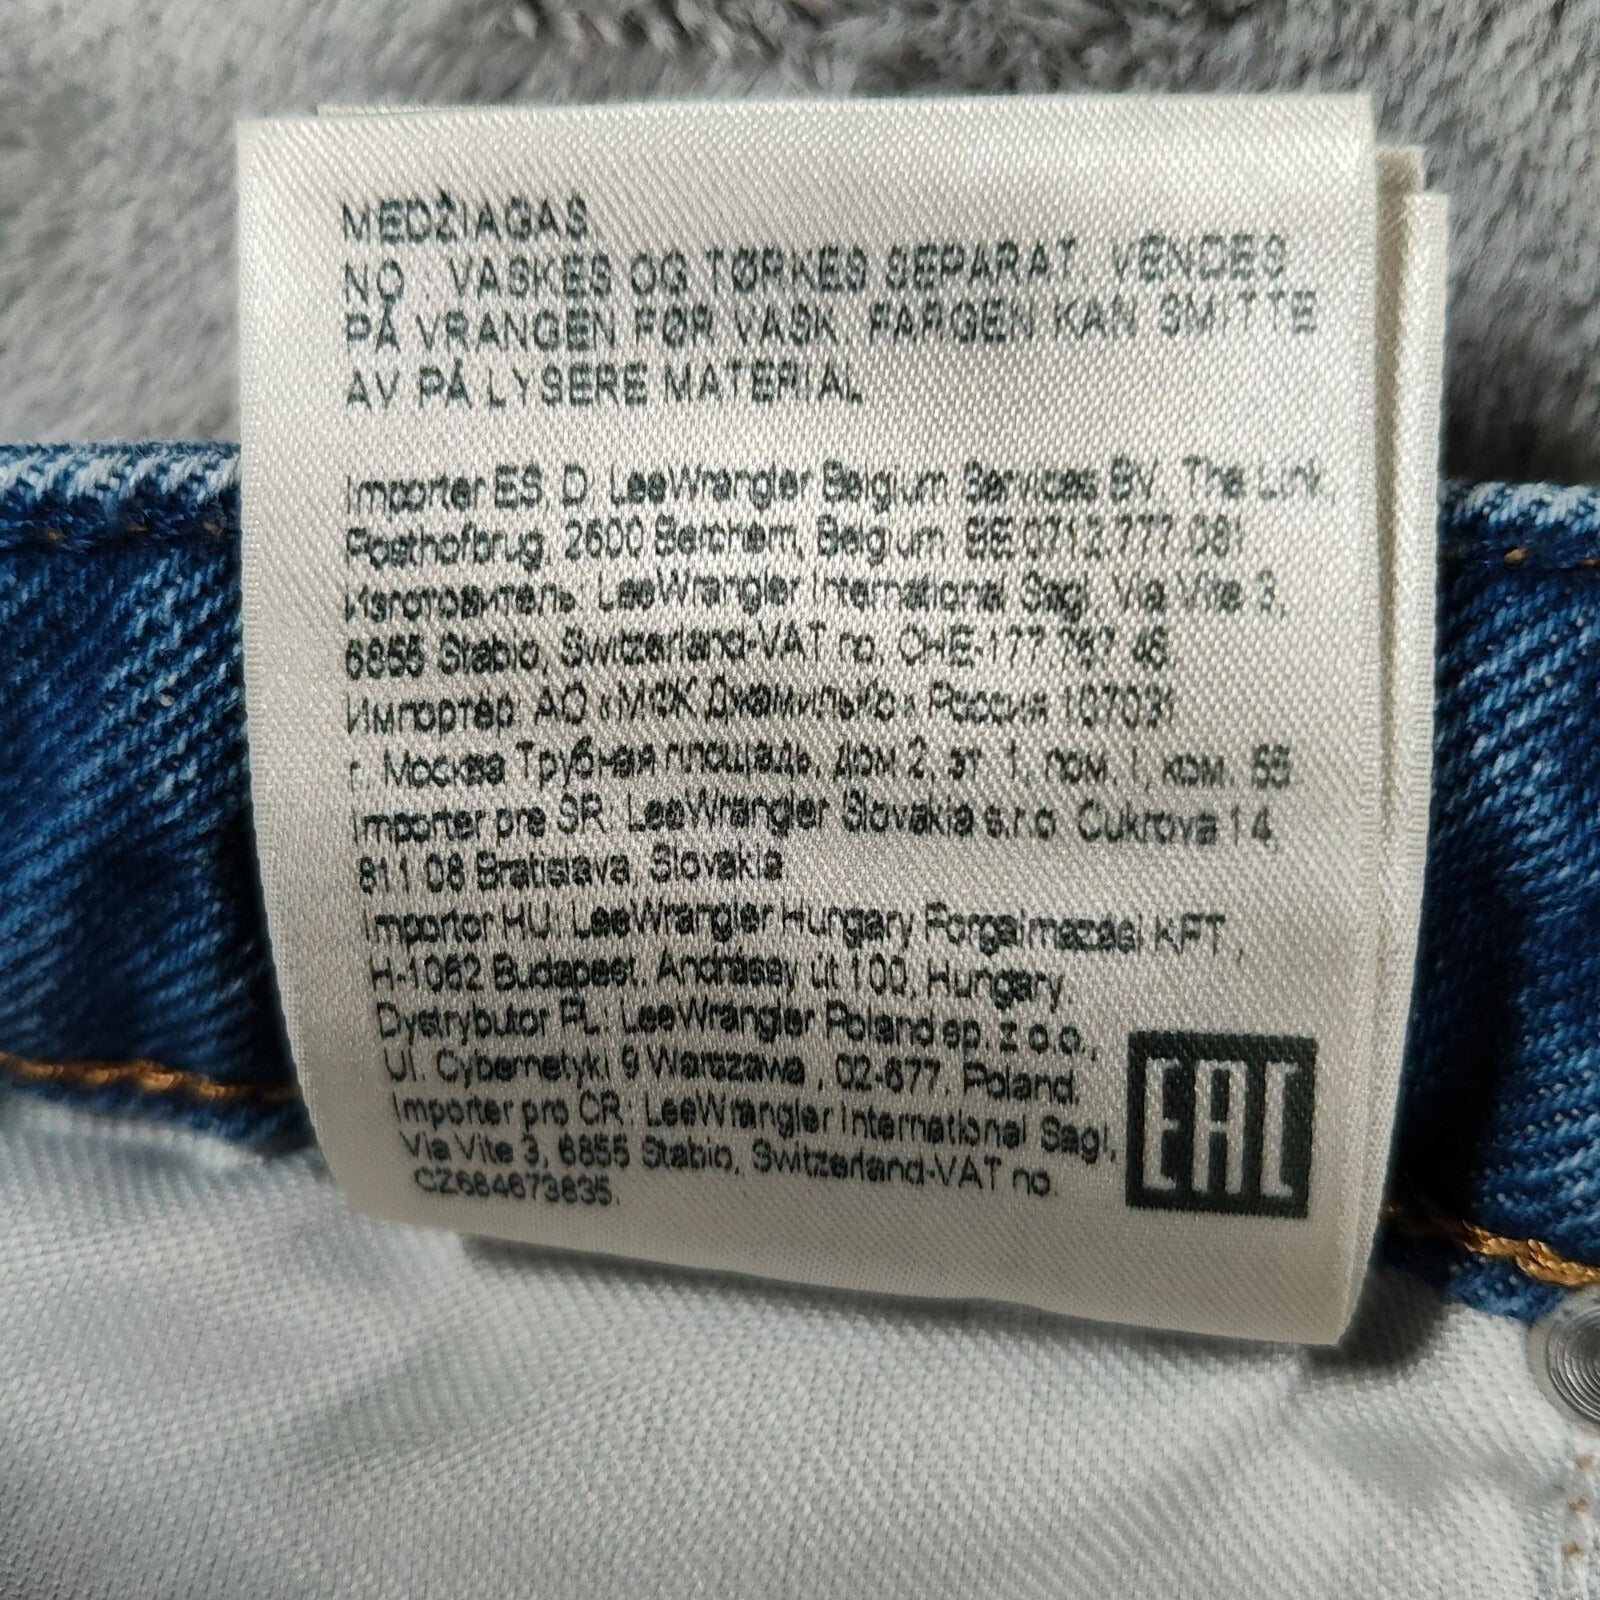 MEDŽIAGAS
NO : VASKES OG TØRKES SEPARAT. VENDES
PÅ VRANGEN FØR VASK. FARGEN KAN SMITTE
AV PÅ LYSERE MATERIAL
Importer ES, D: LeeWrangler Belgium Services BV, The Link,
Posthofbrug, 2600 Berchem, Belgium. BE 0712.777.081
Изготовитель: LeeWrangler International Sagl, Via Vite 3,
6855 Stabio, Switzerland-VAT no. CHE-177.787.45
Импортер: АО «МФК Джамилько» Россия 107031
г. Москва Трубная площадь, дом 2, эт. 1, пом. I, ком. 55
Importer pre SR: LeeWrangler Slovakia s.r.o. Cukrova 14,
811 08 Bratislava, Slovakia
Importor HU: LeeWrangler Hungary Forgalmazási KFT.,
H-1062 Budapest, Andrássy út 100, Hungary.
Dystrybutor PL: LeeWrangler Poland sp. z o.o.,
Ul. Cybernetyki 9 Warszawa , 02-677, Poland.
Importer pro CR: LeeWrangler International Sagl,
Via Vite 3, 6855 Stabio, Switzerland-VAT no.
CZ684673835.
EAC